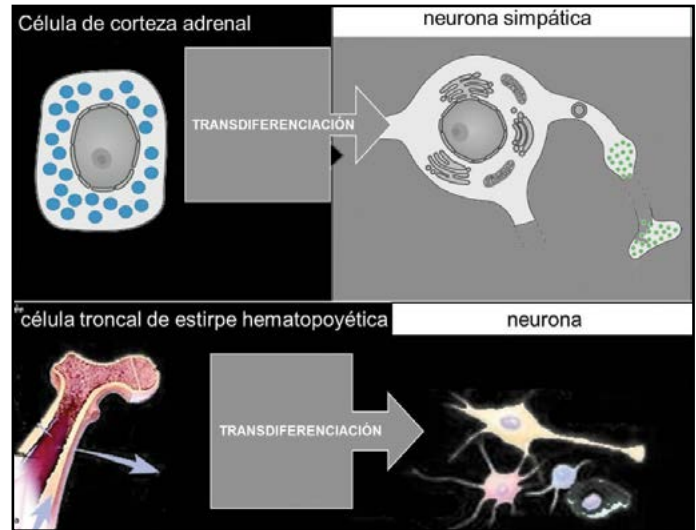 Célula de corteza adrenal
neurona simpática
TRANSDIFERENCIACIÓN
célula troncal de estirpe hematopoyética
neurona
TRANSDIFERENCIACIÓN